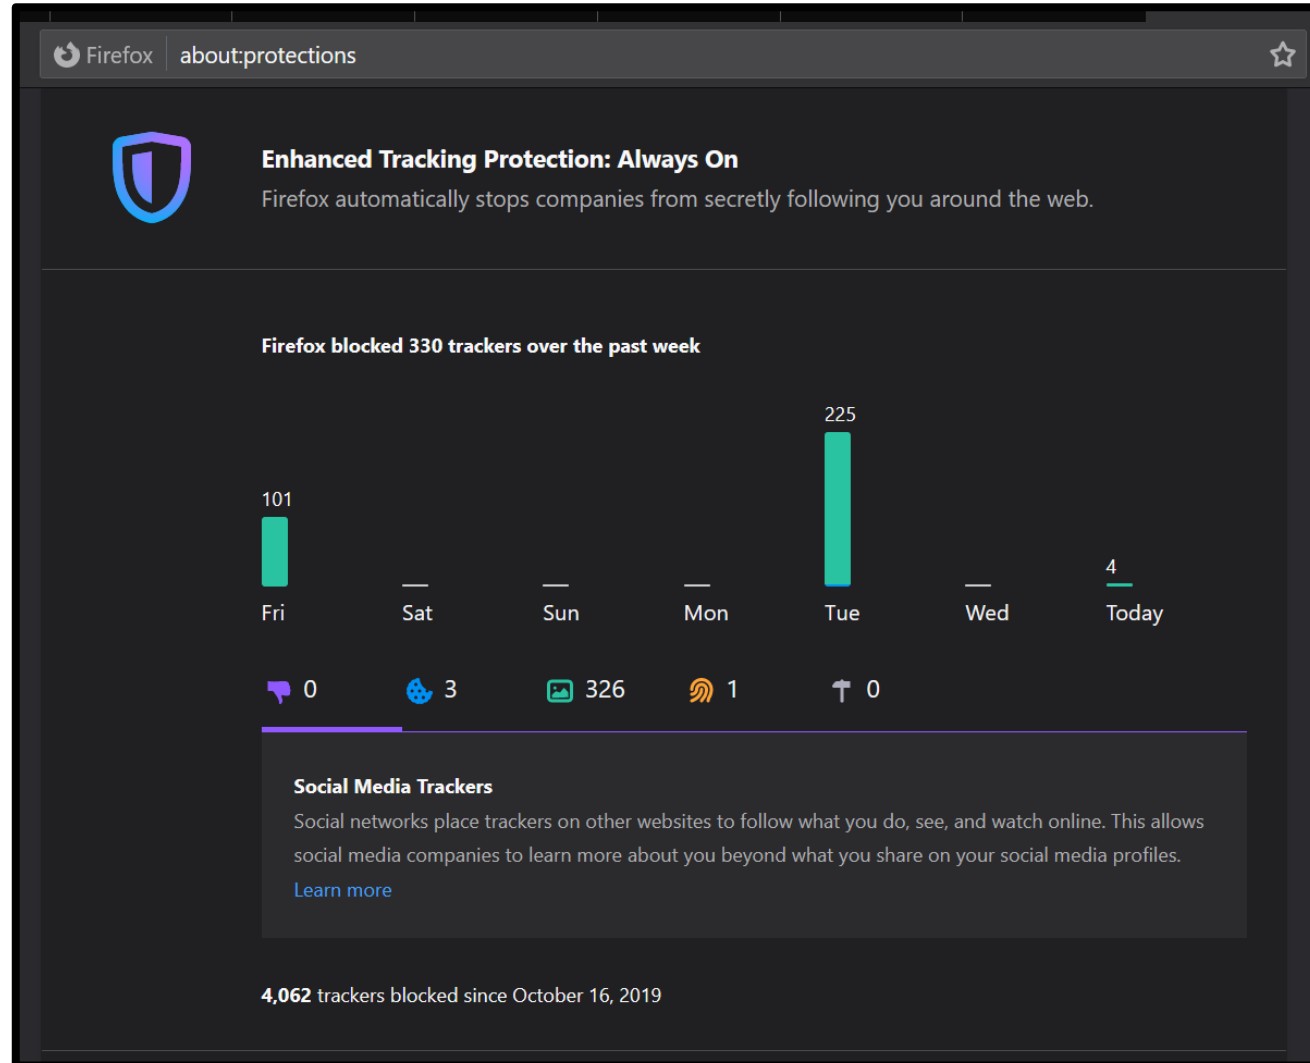 Firefox about:protections
Enhanced Tracking Protection: Always On
Firefox automatically stops companies from secretly following you around the web.
Firefox blocked 330 trackers over the past week
225
101
4
Fri Sat Sun Mon Tue Wed Today
0 3 326 1 0
Social Media Trackers
Social networks place trackers on other websites to follow what you do, see, and watch online. This allows
social media companies to learn more about you beyond what you share on your social media profiles.
Learn more
4,062 trackers blocked since October 16, 2019